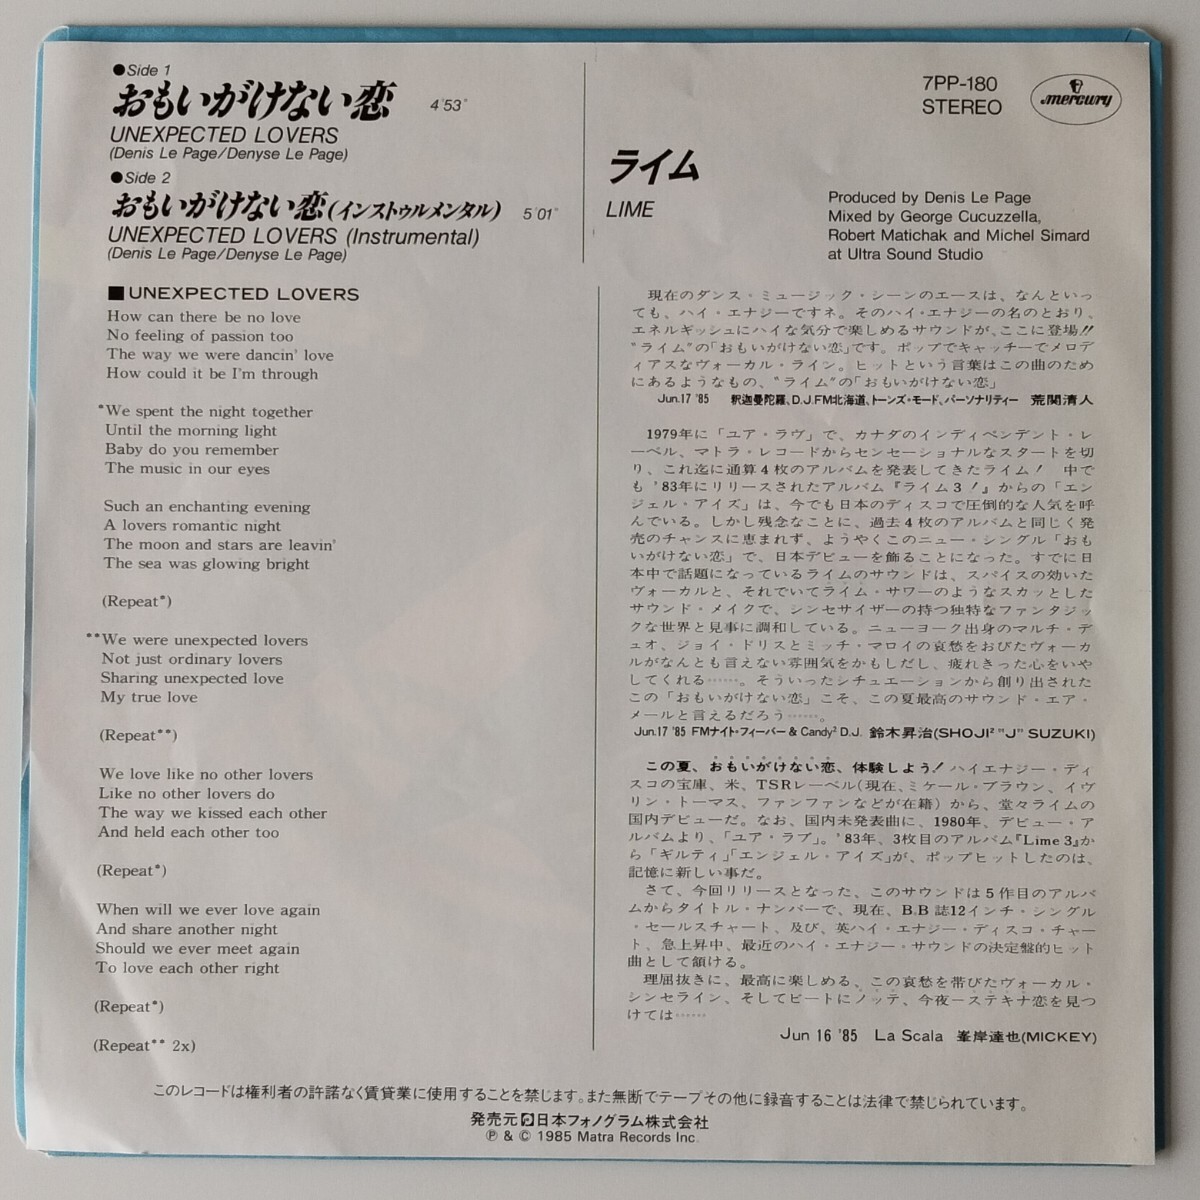 ●Side 1
おもいがけない恋 4'53"
UNEXPECTED LOVERS
(Denis Le Page/Denyse Le Page)
●Side 2
おもいがけない恋(インストゥルメンタル) 5'01"
UNEXPECTED LOVERS (Instrumental)
(Denis Le Page/Denyse Le Page)
7PP-180
STEREO
mercury
ライム
LIME
Produced by Denis Le Page
Mixed by George Cucuzzella,
Robert Matichak and Michel Simard
at Ultra Sound Studio
■UNEXPECTED LOVERS
How can there be no love
No feeling of passion too
The way we were dancin' love
How could it be I'm through
*We spent the night together
Until the morning light
Baby do you remember
The music in our eyes
Such an enchanting evening
A lovers romantic night
The moon and stars are leavin'
The sea was glowing bright
(Repeat*)
**We were unexpected lovers
Not just ordinary lovers
Sharing unexpected love
My true love
(Repeat**)
We love like no other lovers
Like no other lovers do
The way we kissed each other
And held each other too
(Repeat*)
When will we ever love again
And share another night
Should we ever meet again
To love each other right
(Repeat*)
(Repeat** 2x)
現在のダンス・ミュージック・シーンのエースは、なんといっ
ても、ハイ・エナジーですネ。そのハイ・エナジーの名のとおり、
エネルギッシュにハイな気分で楽しめるサウンドが、ここに登場!!
"ライム"の「おもいがけない恋」です。ポップでキャッチーでメロデ
ィアスなヴォーカル・ライン。ヒットという言葉はこの曲のため
にあるようなもの、"ライム"の「おもいがけない恋」
Jun.17 '85 釈迦曼陀羅、D.J.FM北海道、トーンズ・モード、パーソナリティー 荒関清人
1979年に「ユア・ラヴ」で、カナダのインディペンデント・レ
ーベル、マトラ・レコードからセンセーショナルなスタートを切
り、これ迄に通算4枚のアルバムを発表してきたライム! 中で
も'83年にリリースされたアルバム『ライム3!』からの「エン
ジェル・アイズ」は、今でも日本のディスコで圧倒的な人気を呼
んでいる。しかし残念なことに、過去4枚のアルバムと同じく発
売のチャンスに恵まれず、ようやくこのニュー・シングル「おも
いがけない恋」で、日本デビューを飾ることになった。すでに日
本中で話題になっているライムのサウンドは、スパイスの効いた
ヴォーカルと、それでいてライム・サワーのようなスカッとした
サウンド・メイクで、シンセサイザーの持つ独特なファンタジッ
クな世界と見事に調和している。ニューヨーク出身のマルチ・デ
ュオ、ジョイ・ドリスとミッチ・マロイの哀愁をおびたヴォーカ
ルがなんとも言えない雰囲気をかもしだし、疲れきった心をいや
してくれる……。そういったシチュエーションから創り出された
この「おもいがけない恋」こそ、この夏最高のサウンド・エア・
メールと言えるだろう……。
Jun.17 '85 FMナイト・フィーバー & Candy² D.J. 鈴木昇治(SHOJI² "J" SUZUKI)
この夏、おもいがけない恋、体験しよう! ハイエナジー・ディ
スコの宝庫、米、TSRレーベル(現在、ミケール・ブラウン、イヴ
リン・トーマス、ファンファンなどが在籍)から、堂々ライムの
国内デビューだ。なお、国内未発表曲に、1980年、デビュー・ア
ルバムより、「ユア・ラブ」。'83年、3枚目のアルバム『Lime 3』か
ら「ギルティ」「エンジェル・アイズ」が、ポップヒットしたのは、
記憶に新しい事だ。
さて、今回リリースとなった、このサウンドは5作目のアルバ
ムからタイトル・ナンバーで、現在、B.B誌12インチ・シングル
・セールスチャート、及び、英ハイ・エナジー・ディスコ・チャー
ト、急上昇中、最近のハイ・エナジー・サウンドの決定盤的ヒット
曲として頷ける。
理屈抜きに、最高に楽しめる、この哀愁を帯びたヴォーカル・
シンセライン、そしてビートにノッテ、今夜一ステキナ恋を見つ
けては……
Jun 16 '85 La Scala 峯岸達也(MICKEY)
このレコードは権利者の許諾なく賃貸業に使用することを禁じます。また無断でテープその他に録音することは法律で禁じられています。
発売元 日本フォノグラム株式会社
℗ & © 1985 Matra Records Inc.